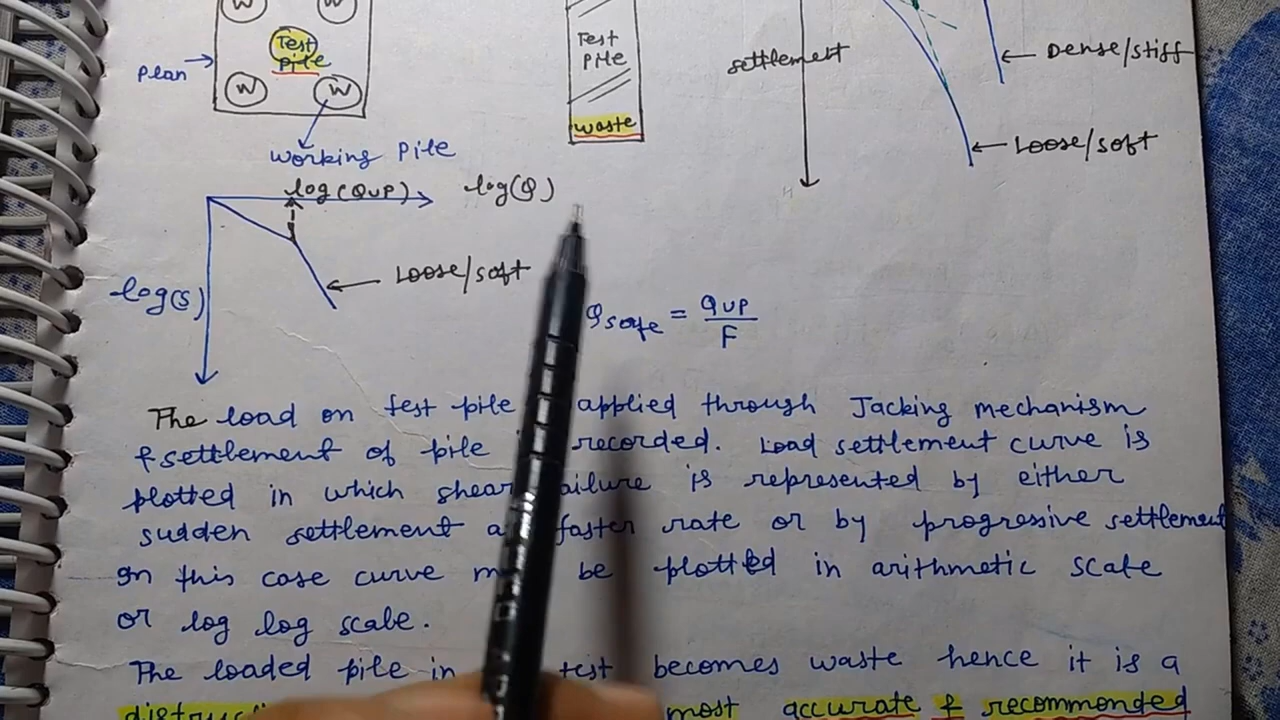 W W
Test
pile
Plan
W W
Working Pile
Test
Pile
waste
settlement
Dense/stiff
Loose/soft
log(QUP) log(Q)
log(S)
Loose/soft
Qsafe = QUP/F
The load on test pile applied through Jacking mechanism
& settlement of pile recorded. Load settlement curve is
plotted in which shear failure is represented by either
sudden settlement a faster rate or by progressive settlement
In this case curve m be plotted in arithmetic scale
or log log scale.
The loaded pile in test becomes waste hence it is a
most accurate & recommonded